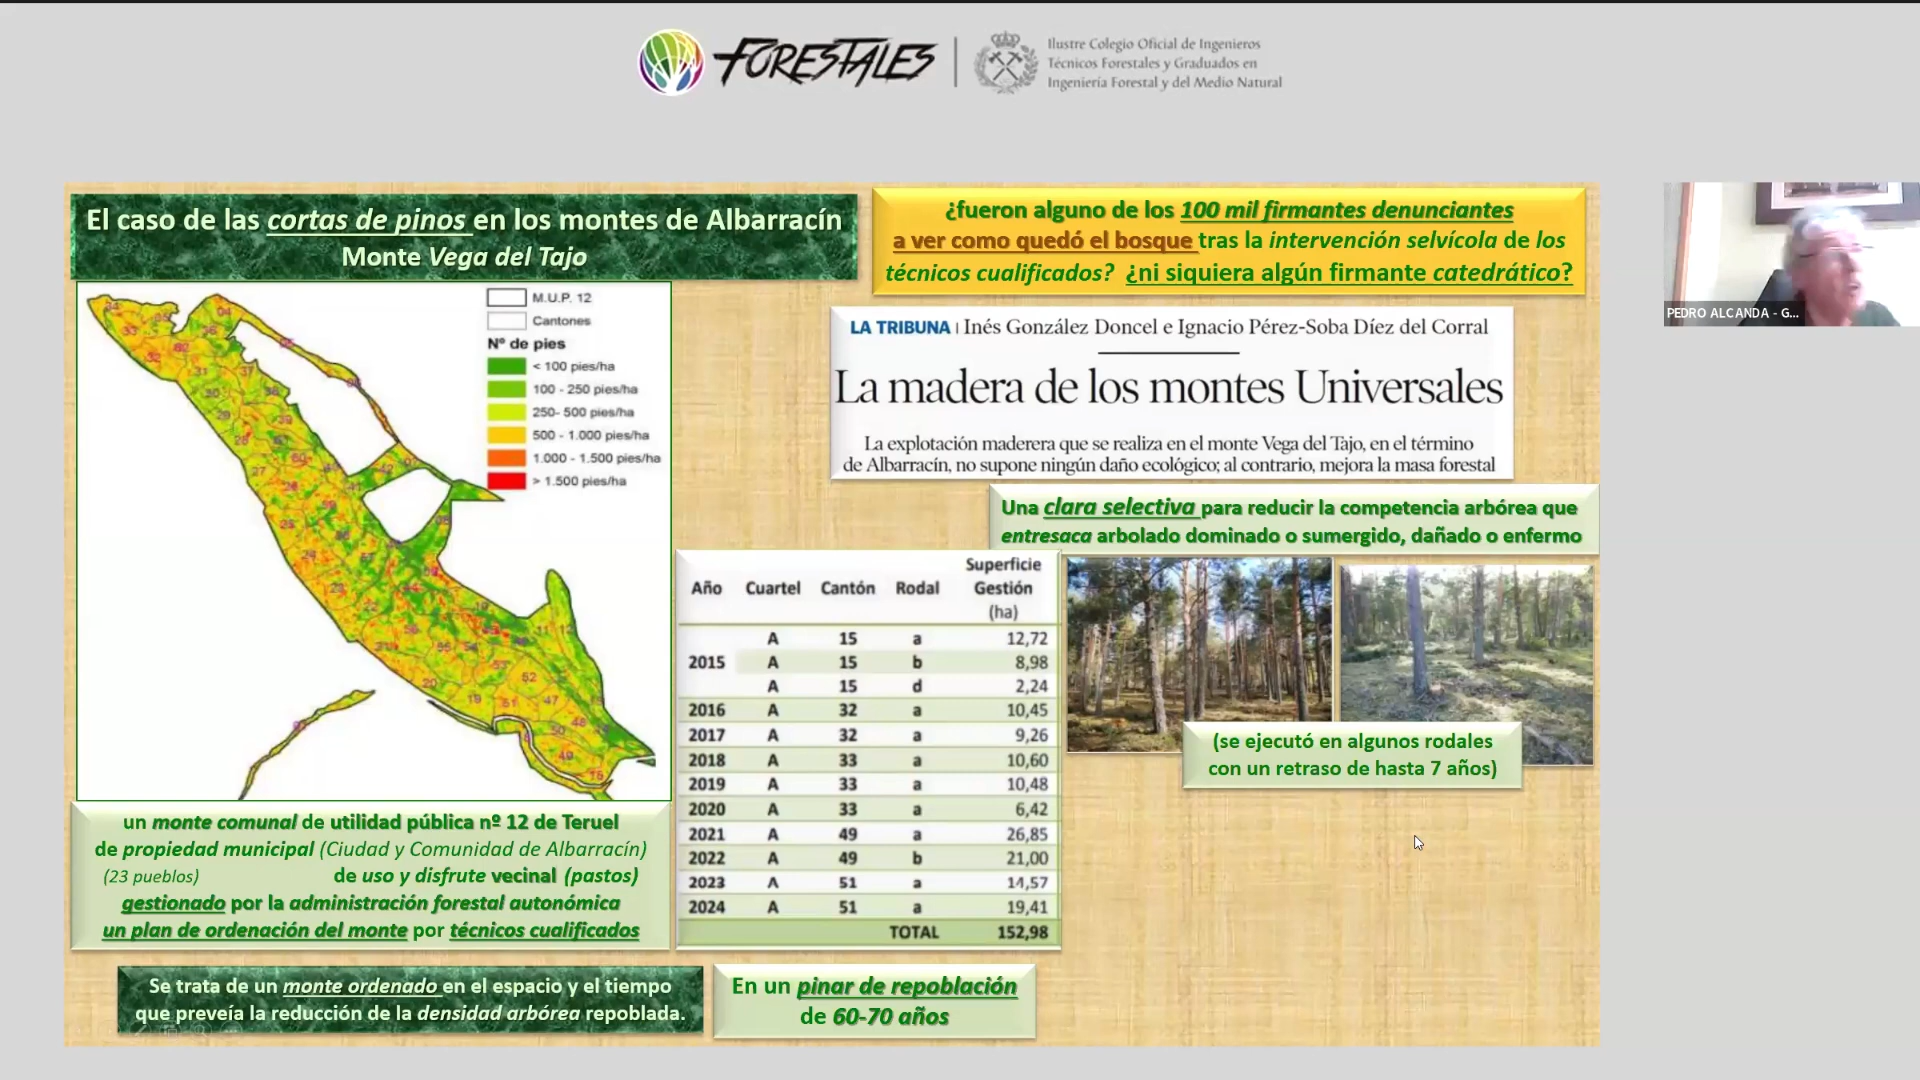 FORESTALES
Ilustre Colegio Oficial de Ingenieros
Técnicos Forestales y Graduados en
Ingeniería Forestal y del Medio Natural
El caso de las cortas de pinos en los montes de Albarracín
Monte Vega del Tajo
¿fueron alguno de los 100 mil firmantes denunciantes
a ver como quedó el bosque tras la intervención selvícola de los
técnicos cualificados? ¿ni siquiera algún firmante catedrático?
PEDRO ALCANDA - G...
M.U.P. 12
Cantones
Nº de pies
< 100 pies/ha
100 - 250 pies/ha
250- 500 pies/ha
500 - 1.000 pies/ha
1.000 - 1.500 pies/ha
> 1.500 pies/ha
LA TRIBUNA | Inés González Doncel e Ignacio Pérez-Soba Díez del Corral
La madera de los montes Universales
La explotación maderera que se realiza en el monte Vega del Tajo, en el término
de Albarracín, no supone ningún daño ecológico; al contrario, mejora la masa forestal
Una clara selectiva para reducir la competencia arbórea que
entresaca arbolado dominado o sumergido, dañado o enfermo
Año Cuartel Cantón Rodal Superficie Gestión (ha)
A 15 a 12,72
2015 A 15 b 8,98
A 15 d 2,24
2016 A 32 a 10,45
2017 A 32 a 9,26
2018 A 33 a 10,60
2019 A 33 a 10,48
2020 A 33 a 6,42
2021 A 49 a 26,85
2022 A 49 b 21,00
2023 A 51 a 14,57
2024 A 51 a 19,41
TOTAL 152,98
(se ejecutó en algunos rodales
con un retraso de hasta 7 años)
un monte comunal de utilidad pública nº 12 de Teruel
de propiedad municipal (Ciudad y Comunidad de Albarracín)
(23 pueblos) de uso y disfrute vecinal (pastos)
gestionado por la administración forestal autonómica
un plan de ordenación del monte por técnicos cualificados
Se trata de un monte ordenado en el espacio y el tiempo
que preveía la reducción de la densidad arbórea repoblada.
En un pinar de repoblación
de 60-70 años